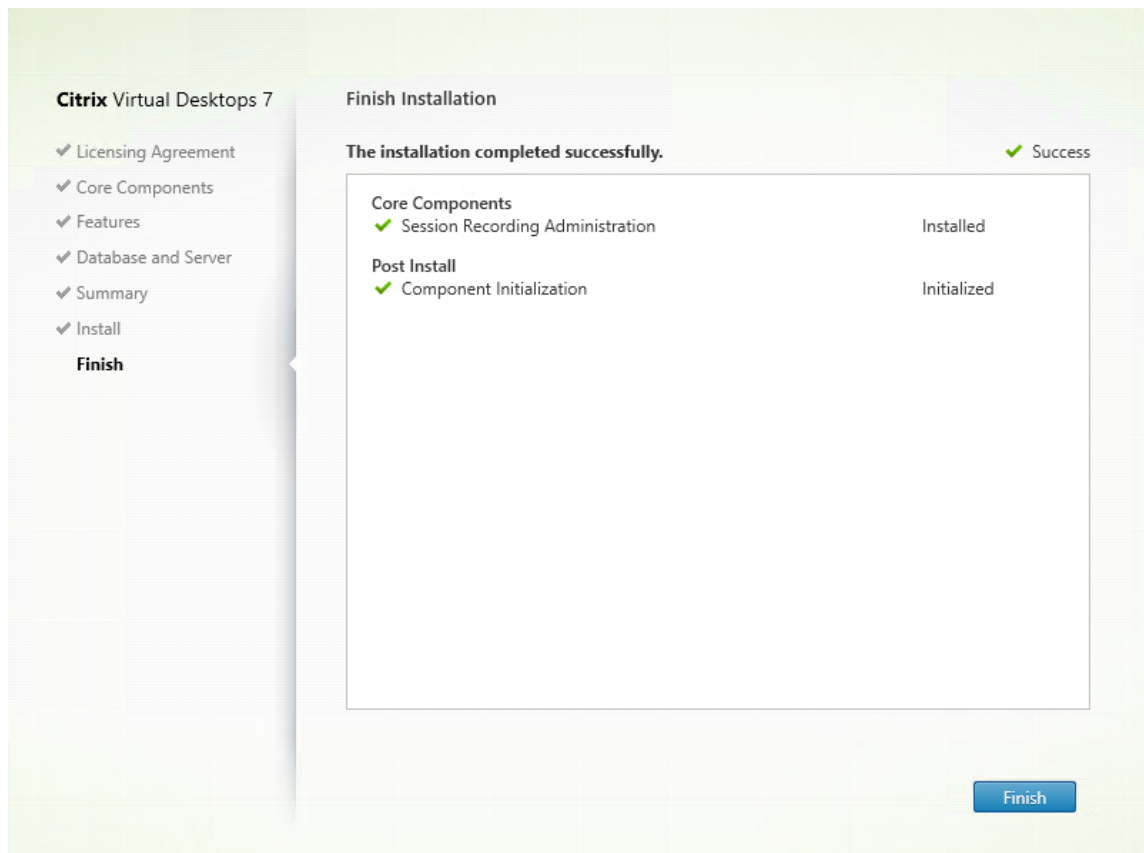 Citrix Virtual Desktops 7
Licensing Agreement
Core Components
Features
Database and Server
Summary
Install
Finish
Finish Installation
The installation completed successfully.
Success
Core Components
Session Recording Administration Installed
Post Install
Component Initialization Initialized
Finish